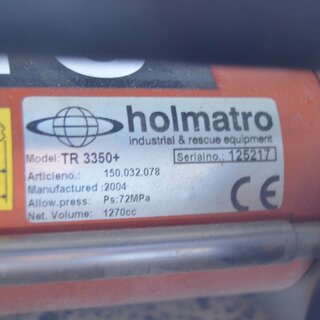 holmatro
industrial & rescue equipment
Model: TR 3350+
Serialno.: 125217
Articleno.: 150.032.078
Manufactured : 2004
Allow.press: Ps:72MPa
Net. Volume: 1270cc
CE